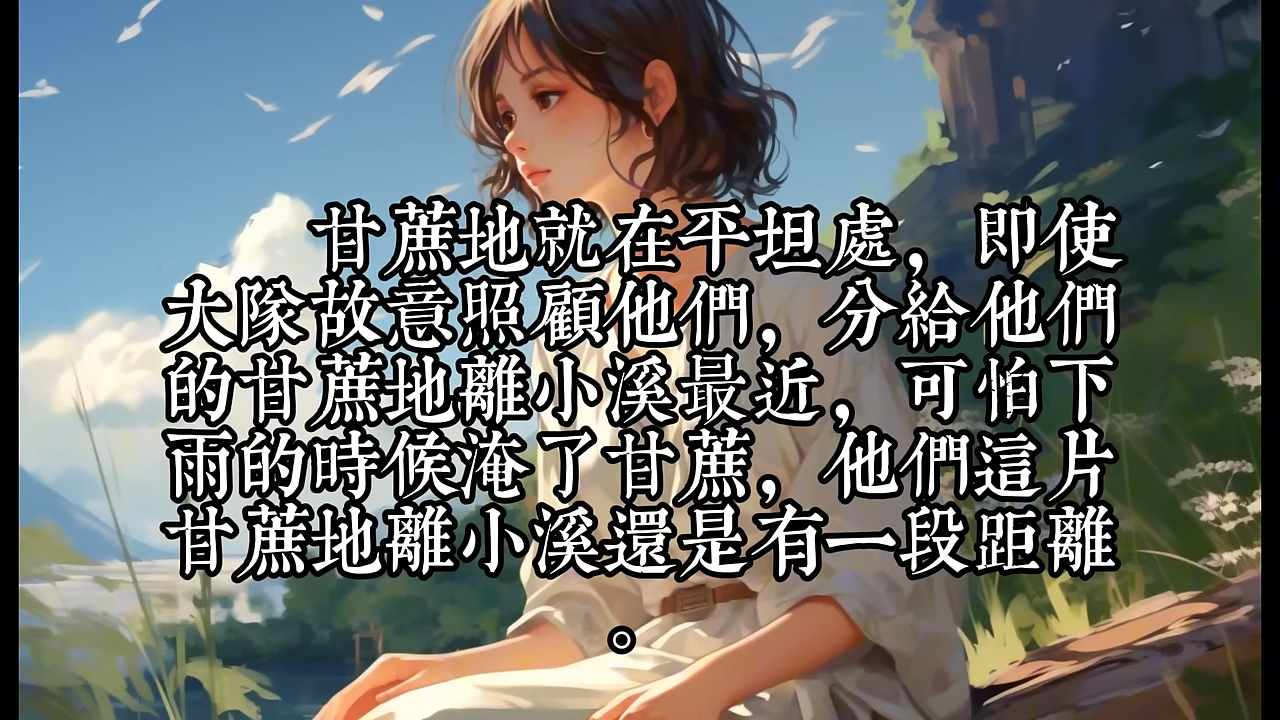 甘蔗地就在平坦處，即使
大隊故意照顧他們，分給他們
的甘蔗地離小溪最近，可怕下
雨的時候淹了甘蔗，他們這片
甘蔗地離小溪還是有一段距離
。